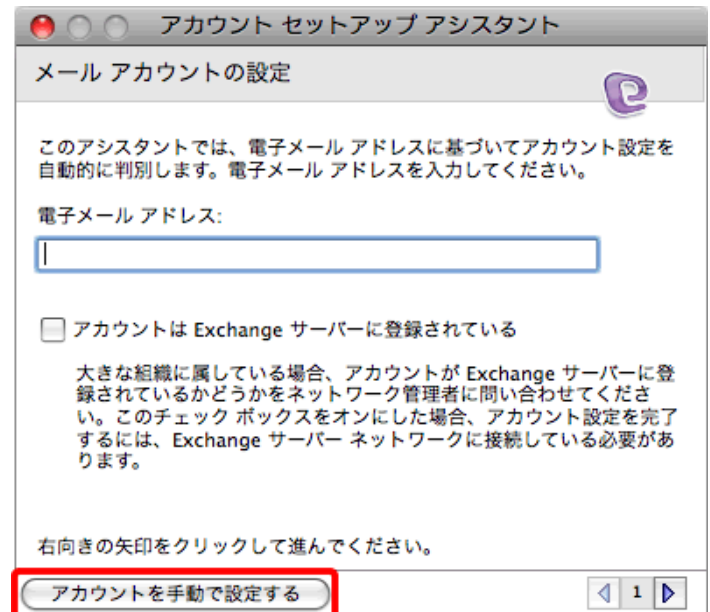 アカウント セットアップ アシスタント
メール アカウントの設定
このアシスタントでは、電子メール アドレスに基づいてアカウント設定を
自動的に判別します。電子メール アドレスを入力してください。
電子メール アドレス:
アカウントは Exchange サーバーに登録されている
大きな組織に属している場合、アカウントが Exchange サーバーに登
録されているかどうかをネットワーク管理者に問い合わせてくださ
い。このチェック ボックスをオンにした場合、アカウント設定を完了
するには、Exchange サーバー ネットワークに接続している必要があ
ります。
右向きの矢印をクリックして進んでください。
アカウントを手動で設定する
1